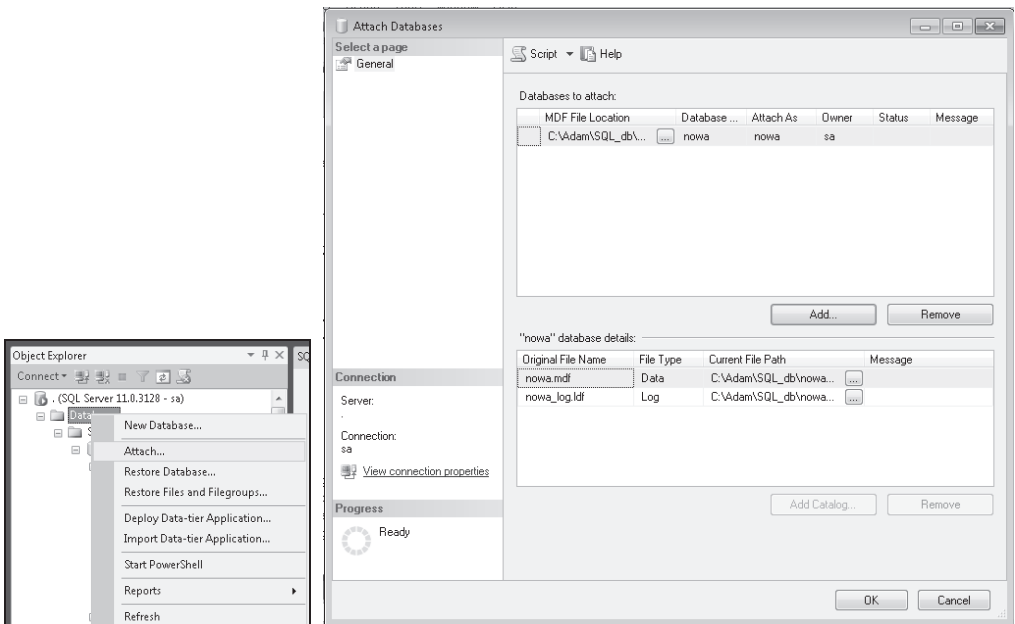 Object Explorer
SQ
Connect
. (SQL Server 11.0.3128 - sa)
Data
S
New Database...
Attach...
Restore Database...
Restore Files and Filegroups...
Deploy Data-tier Application...
Import Data-tier Application...
Start PowerShell
Reports
Refresh
Attach Databases
Select a page
General
Script
Help
Databases to attach:
MDF File Location Database ... Attach As Owner Status Message
C:\Adam\SQL_db\... ... nowa nowa sa
Add... Remove
"nowa" database details:
Original File Name File Type Current File Path Message
nowa.mdf Data C:\Adam\SQL_db\nowa... ...
nowa_log.ldf Log C:\Adam\SQL_db\nowa... ...
Add Catalog... Remove
Connection
Server:
.
Connection:
sa
View connection properties
Progress
Ready
OK Cancel